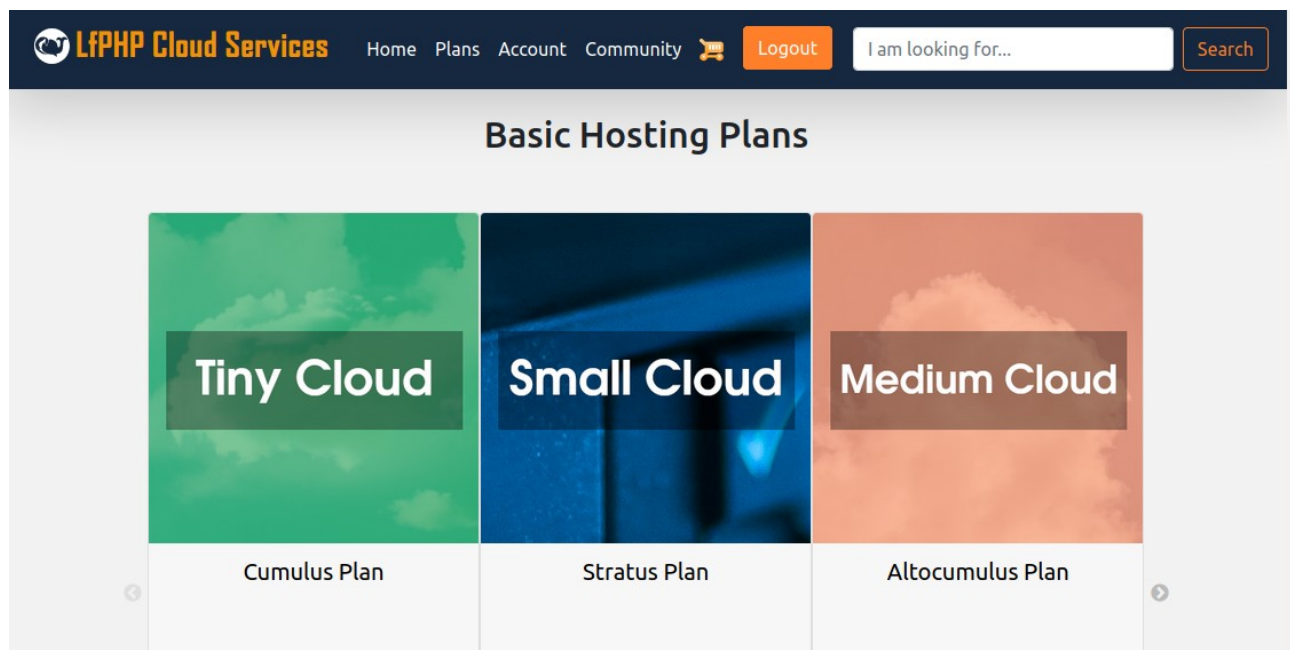 LfPHP Cloud Services Home Plans Account Community Logout I am looking for... Search
Basic Hosting Plans
Tiny Cloud Small Cloud Medium Cloud
Cumulus Plan Stratus Plan Altocumulus Plan